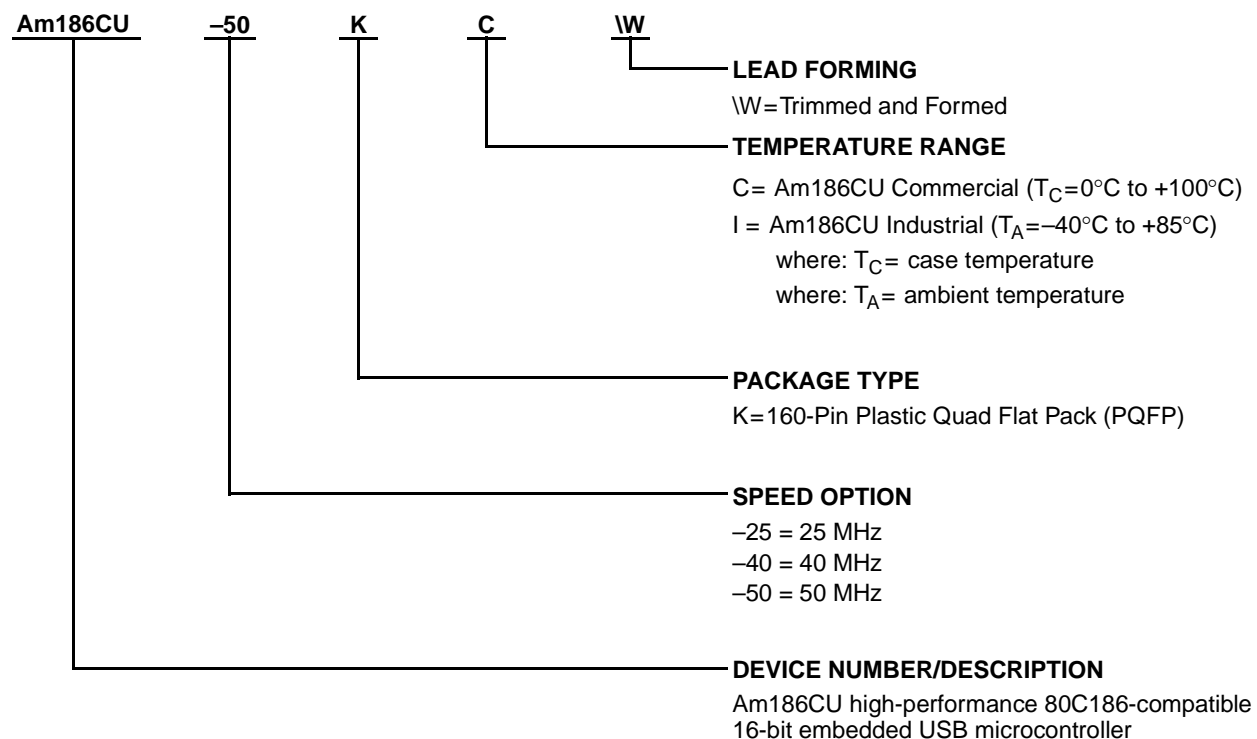 Am186CU –50 K C \W
LEAD FORMING
\W=Trimmed and Formed
TEMPERATURE RANGE
C= Am186CU Commercial (TC=0°C to +100°C)
I = Am186CU Industrial (TA=–40°C to +85°C)
where: TC= case temperature
where: TA= ambient temperature
PACKAGE TYPE
K=160-Pin Plastic Quad Flat Pack (PQFP)
SPEED OPTION
–25 = 25 MHz
–40 = 40 MHz
–50 = 50 MHz
DEVICE NUMBER/DESCRIPTION
Am186CU high-performance 80C186-compatible
16-bit embedded USB microcontroller